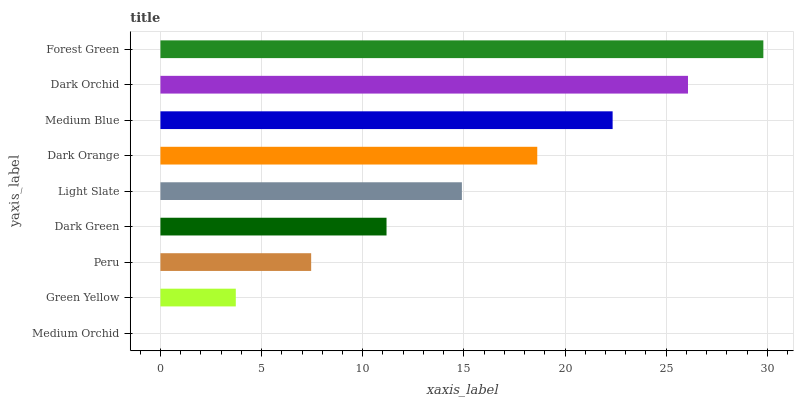 title
Forest Green
Dark Orchid
Medium Blue
Dark Orange
Light Slate
Dark Green
Peru
Green Yellow
Medium Orchid
yaxis_label
0 5 10 15 20 25 30
xaxis_label